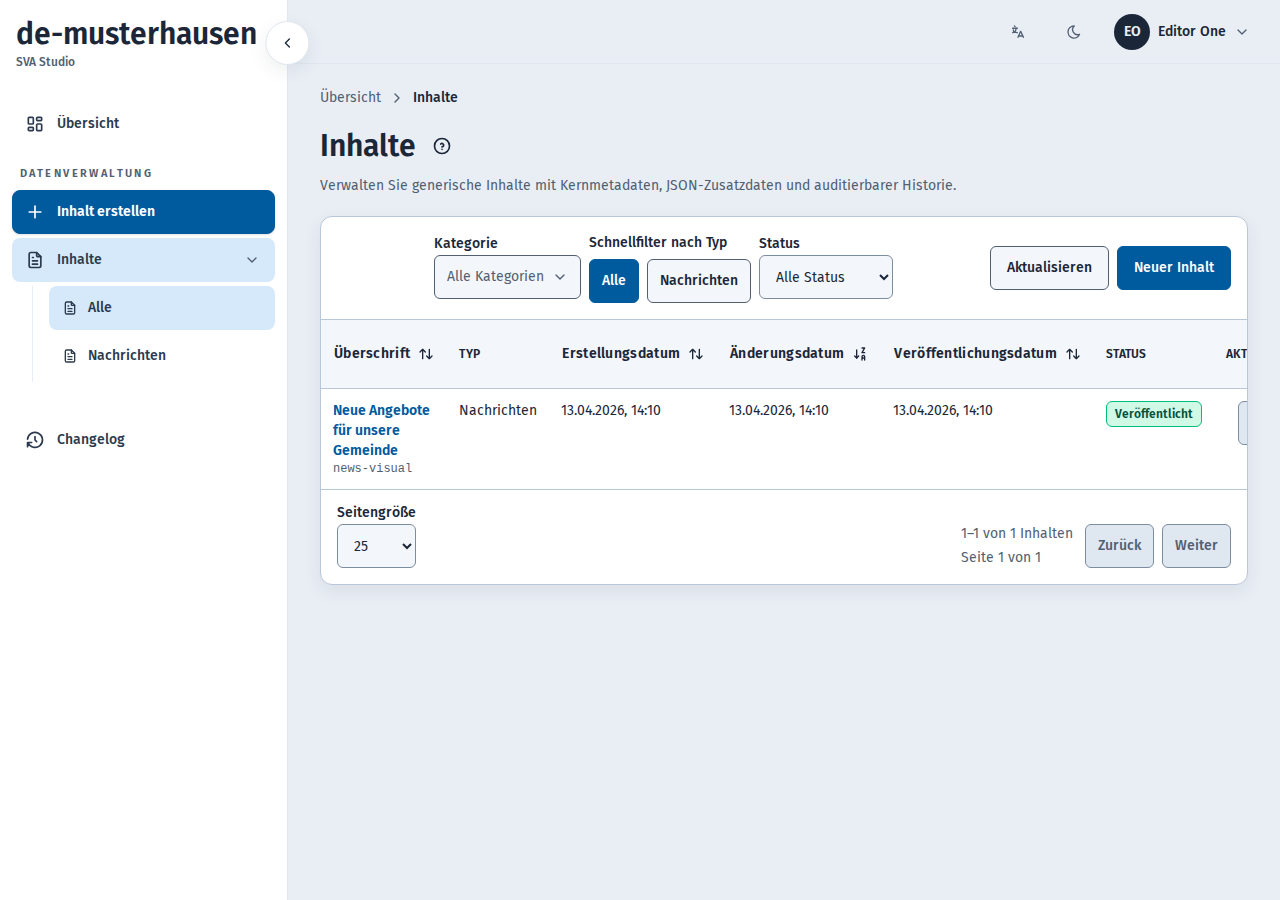 de-musterhausen
SVA Studio
EO Editor One
Übersicht
DATENVERWALTUNG
Inhalt erstellen
Inhalte
Alle
Nachrichten
Changelog
Übersicht Inhalte
Inhalte
Verwalten Sie generische Inhalte mit Kernmetadaten, JSON-Zusatzdaten und auditierbarer Historie.
Kategorie Schnellfilter nach Typ Status
Alle Kategorien Alle Nachrichten Alle Status Aktualisieren Neuer Inhalt
Überschrift TYP Erstellungsdatum Änderungsdatum Veröffentlichungsdatum STATUS AKT
Neue Angebote Nachrichten 13.04.2026, 14:10 13.04.2026, 14:10 13.04.2026, 14:10 Veröffentlicht
für unsere
Gemeinde
news-visual
Seitengröße
25
1–1 von 1 Inhalten
Seite 1 von 1
Zurück Weiter